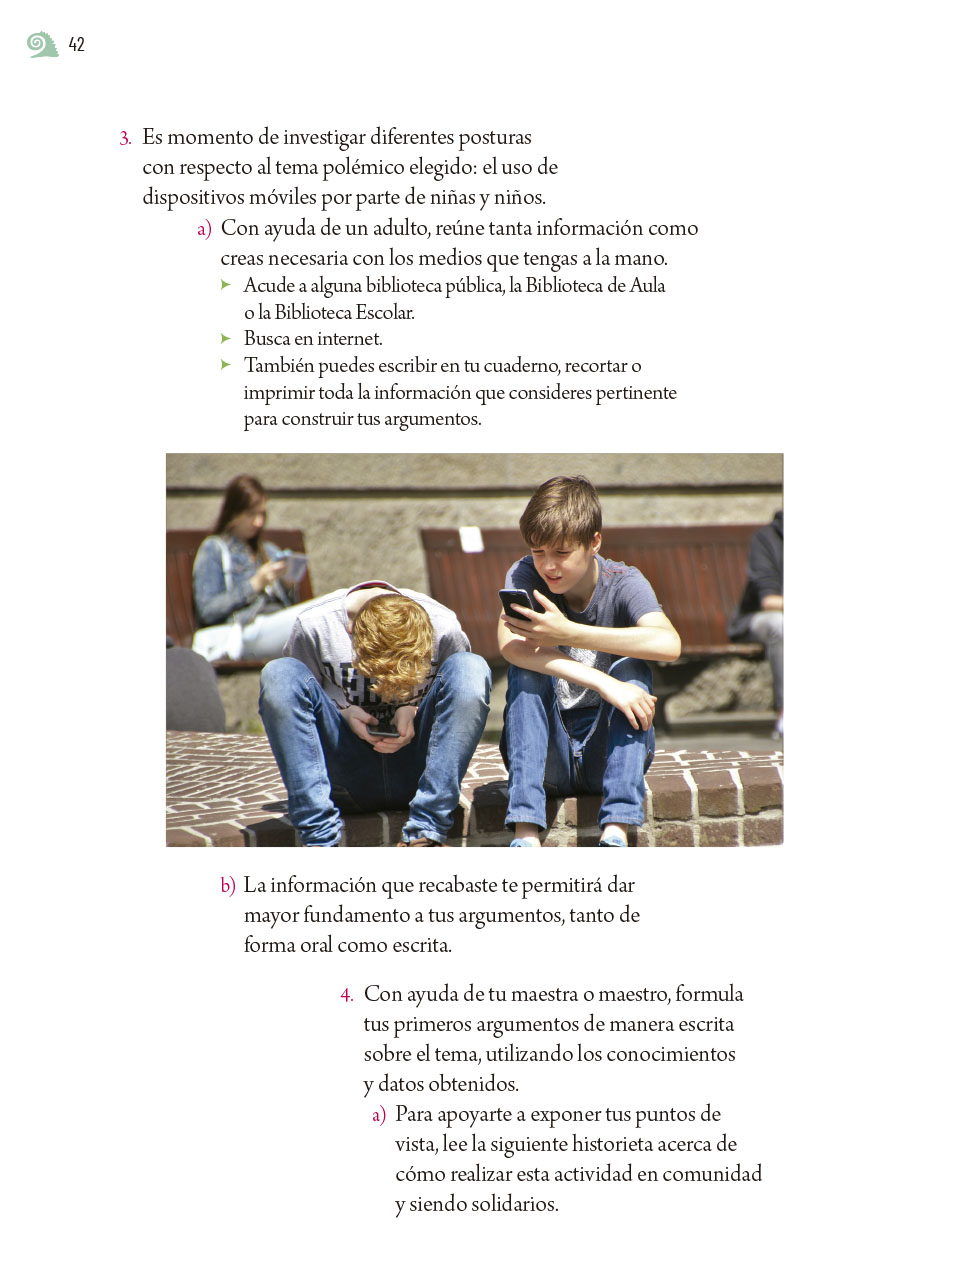 42
3. Es momento de investigar diferentes posturas
con respecto al tema polémico elegido: el uso de
dispositivos móviles por parte de niñas y niños.
a) Con ayuda de un adulto, reúne tanta información como
creas necesaria con los medios que tengas a la mano.
➤ Acude a alguna biblioteca pública, la Biblioteca de Aula
o la Biblioteca Escolar.
➤ Busca en internet.
➤ También puedes escribir en tu cuaderno, recortar o
imprimir toda la información que consideres pertinente
para construir tus argumentos.
b) La información que recabaste te permitirá dar
mayor fundamento a tus argumentos, tanto de
forma oral como escrita.
4. Con ayuda de tu maestra o maestro, formula
tus primeros argumentos de manera escrita
sobre el tema, utilizando los conocimientos
y datos obtenidos.
a) Para apoyarte a exponer tus puntos de
vista, lee la siguiente historieta acerca de
cómo realizar esta actividad en comunidad
y siendo solidarios.